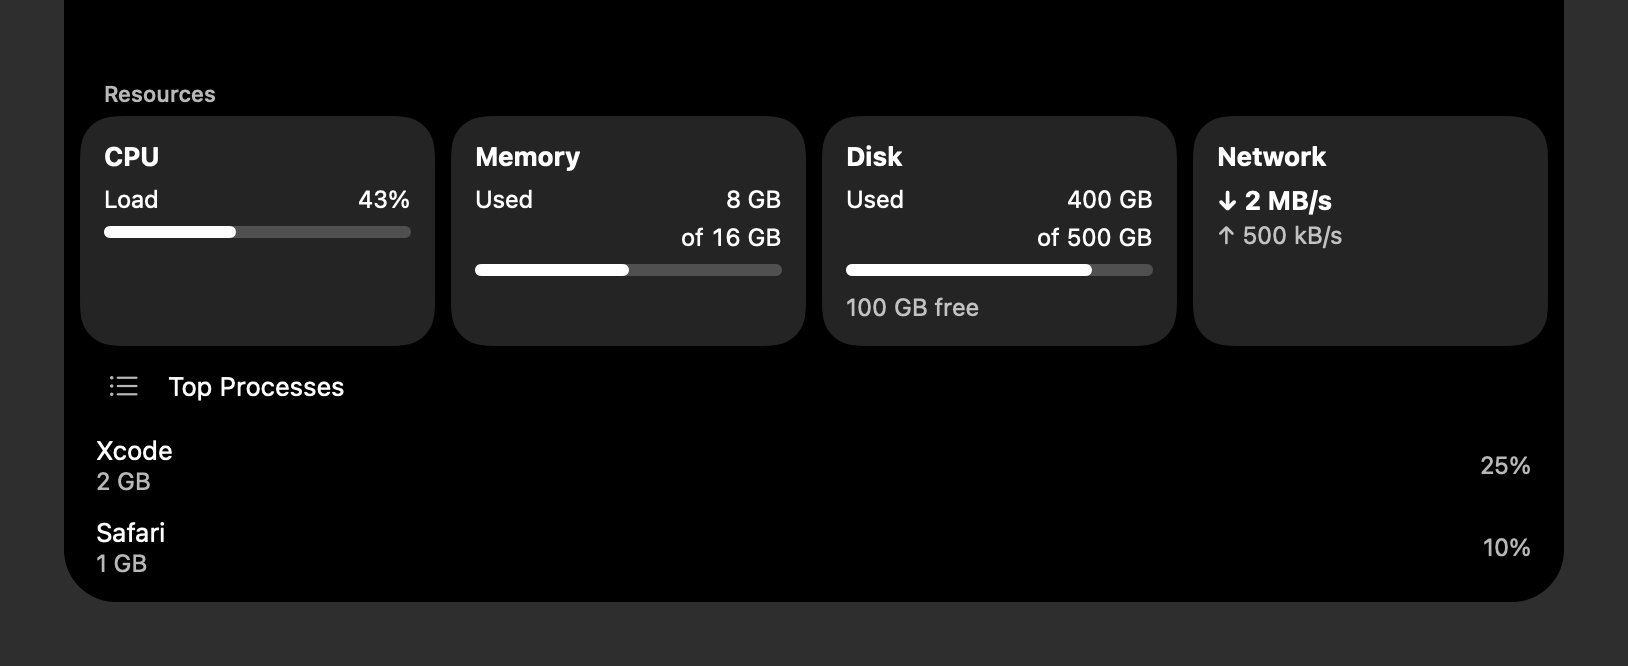 Resources
CPU
Load 43%
Memory
Used 8 GB
of 16 GB
Disk
Used 400 GB
of 500 GB
100 GB free
Network
↓ 2 MB/s
↑ 500 kB/s
Top Processes
Xcode
2 GB
25%
Safari
1 GB
10%